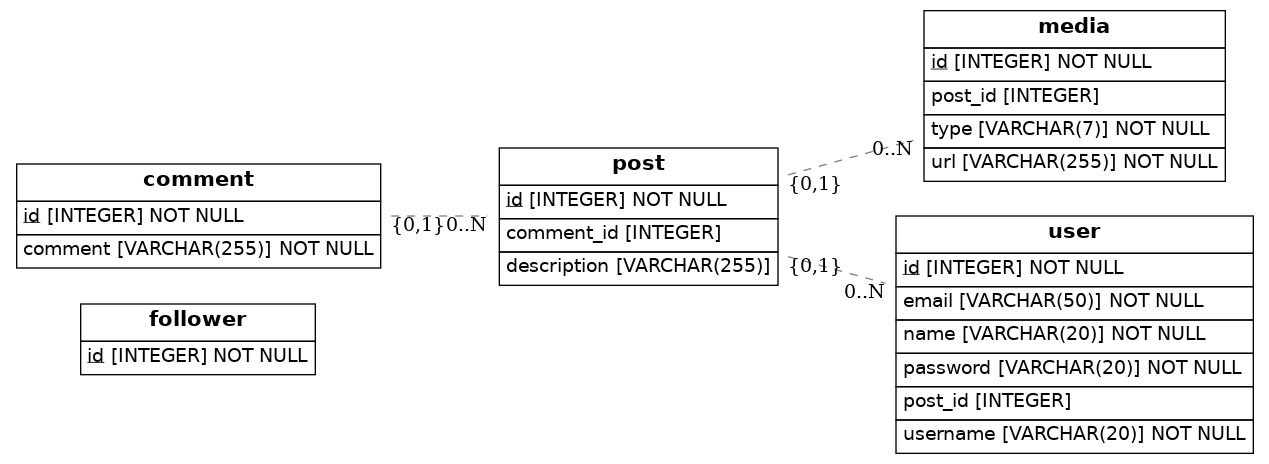 comment
id [INTEGER] NOT NULL
comment [VARCHAR(255)] NOT NULL
follower
id [INTEGER] NOT NULL
{0,1}
0..N
post
id [INTEGER] NOT NULL
comment_id [INTEGER]
description [VARCHAR(255)]
0..N
{0,1}
{0,1}
0..N
media
id [INTEGER] NOT NULL
post_id [INTEGER]
type [VARCHAR(7)] NOT NULL
url [VARCHAR(255)] NOT NULL
user
id [INTEGER] NOT NULL
email [VARCHAR(50)] NOT NULL
name [VARCHAR(20)] NOT NULL
password [VARCHAR(20)] NOT NULL
post_id [INTEGER]
username [VARCHAR(20)] NOT NULL